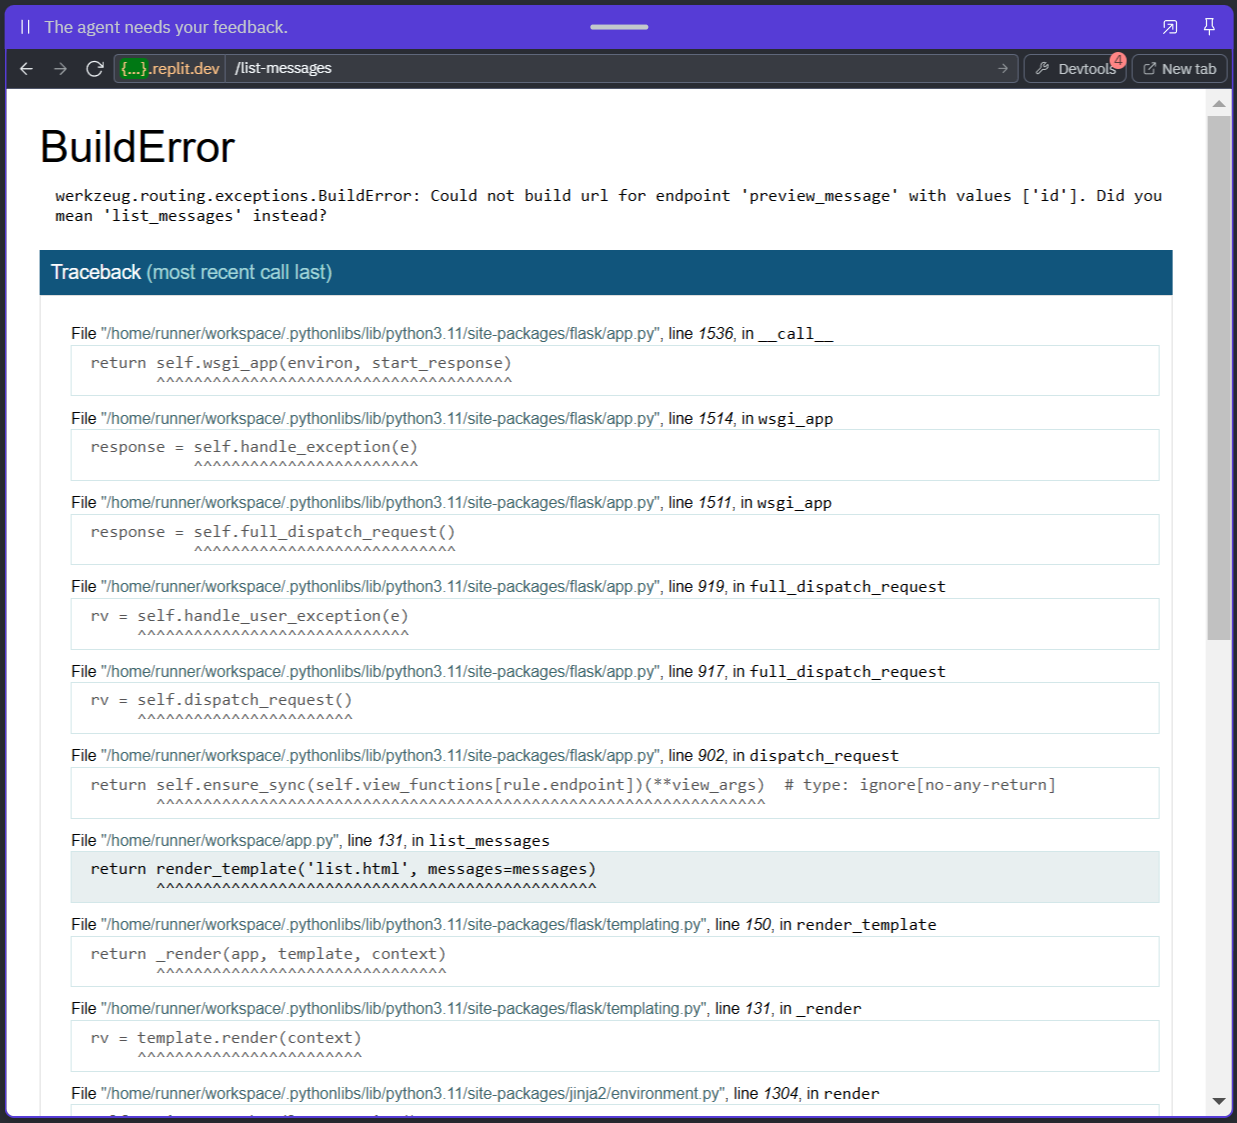 The agent needs your feedback.
{...}.replit.dev /list-messages Devtools 4 New tab
BuildError
werkzeug.routing.exceptions.BuildError: Could not build url for endpoint 'preview_message' with values ['id']. Did you
mean 'list_messages' instead?
Traceback (most recent call last)
File "/home/runner/workspace/.pythonlibs/lib/python3.11/site-packages/flask/app.py", line 1536, in __call__
return self.wsgi_app(environ, start_response)
^^^^^^^^^^^^^^^^^^^^^^^^^^^^^^^^^^^^^^
File "/home/runner/workspace/.pythonlibs/lib/python3.11/site-packages/flask/app.py", line 1514, in wsgi_app
response = self.handle_exception(e)
^^^^^^^^^^^^^^^^^^^^^^^^
File "/home/runner/workspace/.pythonlibs/lib/python3.11/site-packages/flask/app.py", line 1511, in wsgi_app
response = self.full_dispatch_request()
^^^^^^^^^^^^^^^^^^^^^^^^^^^^
File "/home/runner/workspace/.pythonlibs/lib/python3.11/site-packages/flask/app.py", line 919, in full_dispatch_request
rv = self.handle_user_exception(e)
^^^^^^^^^^^^^^^^^^^^^^^^^^^^^
File "/home/runner/workspace/.pythonlibs/lib/python3.11/site-packages/flask/app.py", line 917, in full_dispatch_request
rv = self.dispatch_request()
^^^^^^^^^^^^^^^^^^^^^^^
File "/home/runner/workspace/.pythonlibs/lib/python3.11/site-packages/flask/app.py", line 902, in dispatch_request
return self.ensure_sync(self.view_functions[rule.endpoint])(**view_args)  # type: ignore[no-any-return]
^^^^^^^^^^^^^^^^^^^^^^^^^^^^^^^^^^^^^^^^^^^^^^^^^^^^^^^^^^^^^^^^^
File "/home/runner/workspace/app.py", line 131, in list_messages
return render_template('list.html', messages=messages)
^^^^^^^^^^^^^^^^^^^^^^^^^^^^^^^^^^^^^^^^^^^^^^^
File "/home/runner/workspace/.pythonlibs/lib/python3.11/site-packages/flask/templating.py", line 150, in render_template
return _render(app, template, context)
^^^^^^^^^^^^^^^^^^^^^^^^^^^^^^^
File "/home/runner/workspace/.pythonlibs/lib/python3.11/site-packages/flask/templating.py", line 131, in _render
rv = template.render(context)
^^^^^^^^^^^^^^^^^^^^^^^^
File "/home/runner/workspace/.pythonlibs/lib/python3.11/site-packages/jinja2/environment.py", line 1304, in render